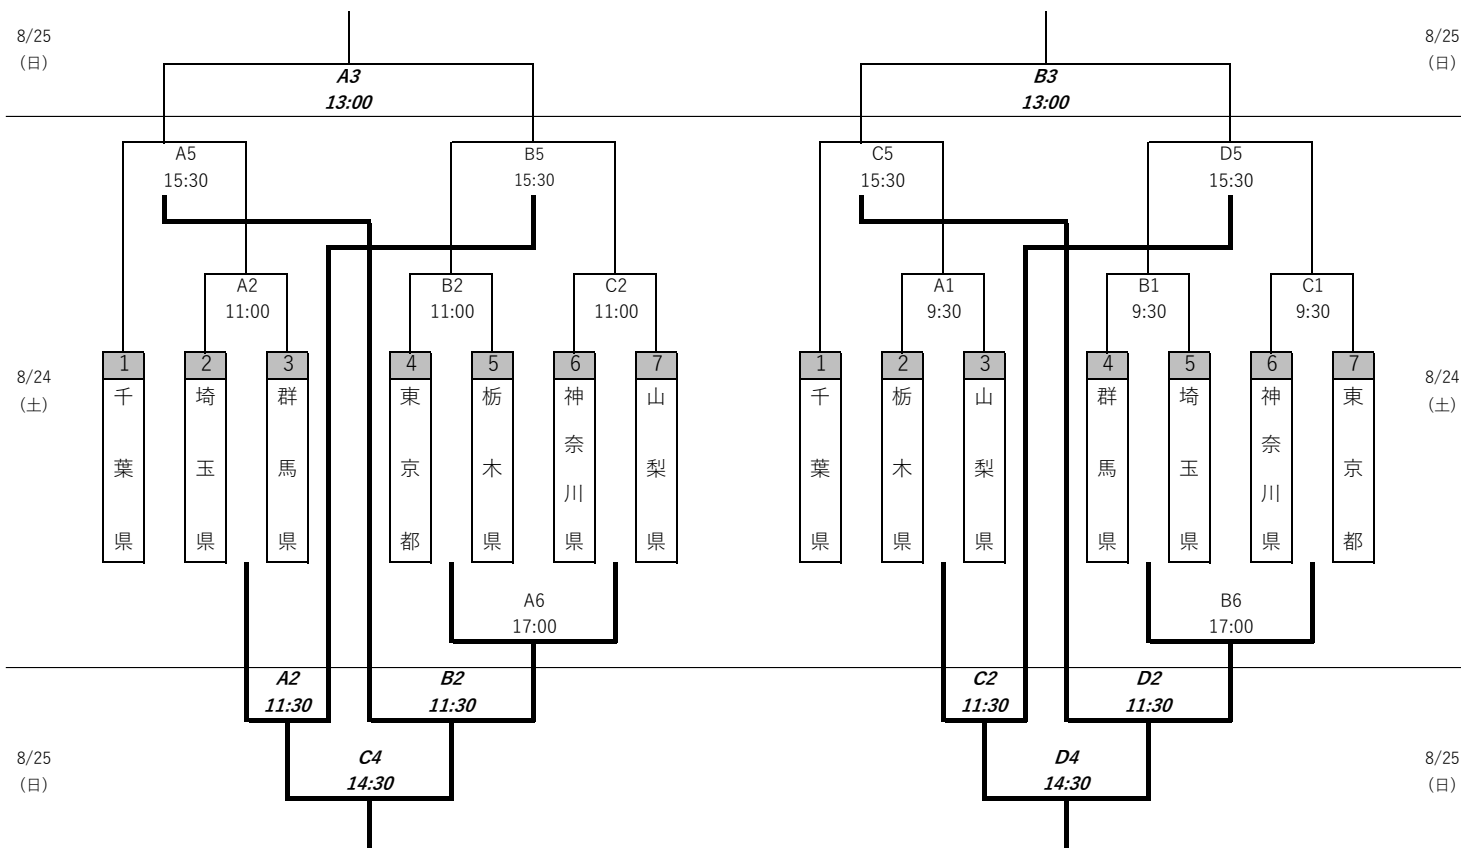 8/25
(日)
A3
13:00
B3
13:00
8/25
(日)
A5
15:30
B5
15:30
C5
15:30
D5
15:30
A2
11:00
B2
11:00
C2
11:00
A1
9:30
B1
9:30
C1
9:30
8/24
(土)
1
千葉県
2
埼玉県
3
群馬県
4
東京都
5
栃木県
6
神奈川県
7
山梨県
1
千葉県
2
栃木県
3
山梨県
4
群馬県
5
埼玉県
6
神奈川県
7
東京都
8/24
(土)
A6
17:00
B6
17:00
A2
11:30
B2
11:30
C2
11:30
D2
11:30
8/25
(日)
C4
14:30
D4
14:30
8/25
(日)